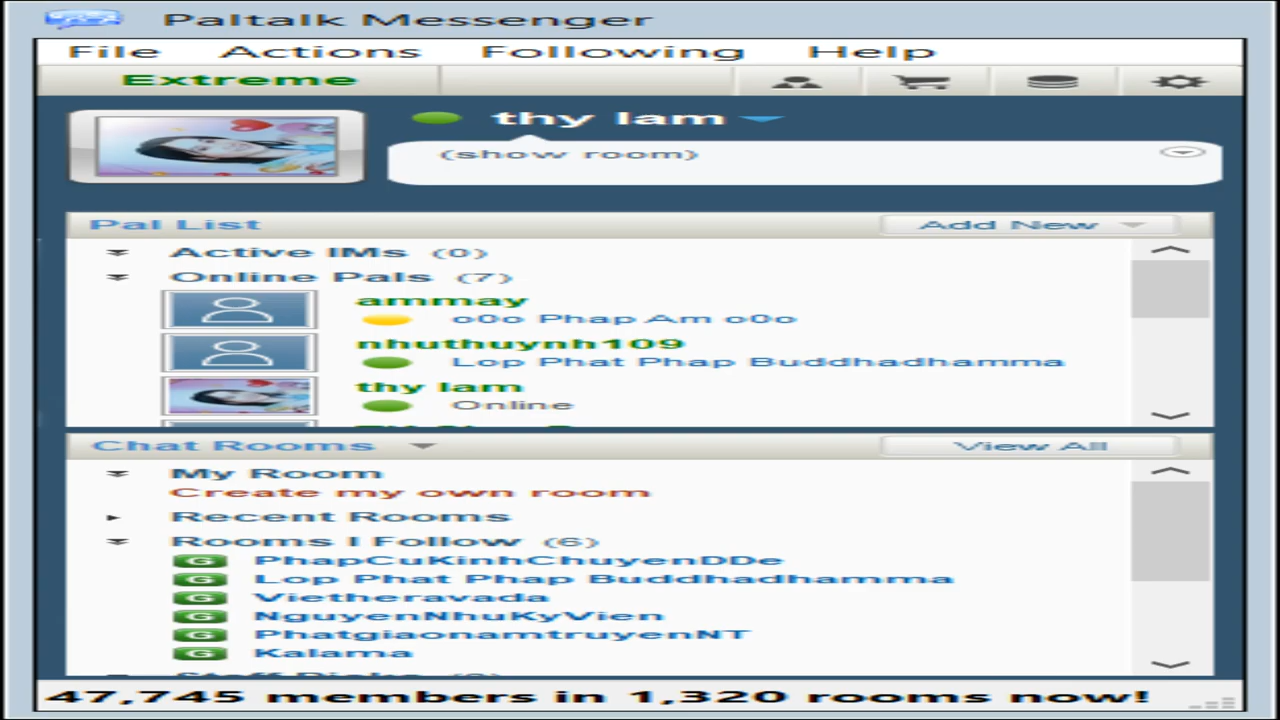 Paltalk Messenger
File Actions Following Help
Extreme
thy lam
(show room)
Pal List Add New
Active IMs (0)
Online Pals (7)
ammay
o0o Phap Am o0o
nhuthuynh109
Lop Phat Phap Buddhadhamma
thy lam
Online
Chat Rooms View All
My Room
Create my own room
Recent Rooms
Rooms I Follow (6)
G PhapCuKinhChuyenDDe
G Lop Phat Phap Buddhadhamma
G Vietheravada
G NguyenNhuKyVien
G PhatgiaonamtruyenNT
G Kalama
47,745 members in 1,320 rooms now!